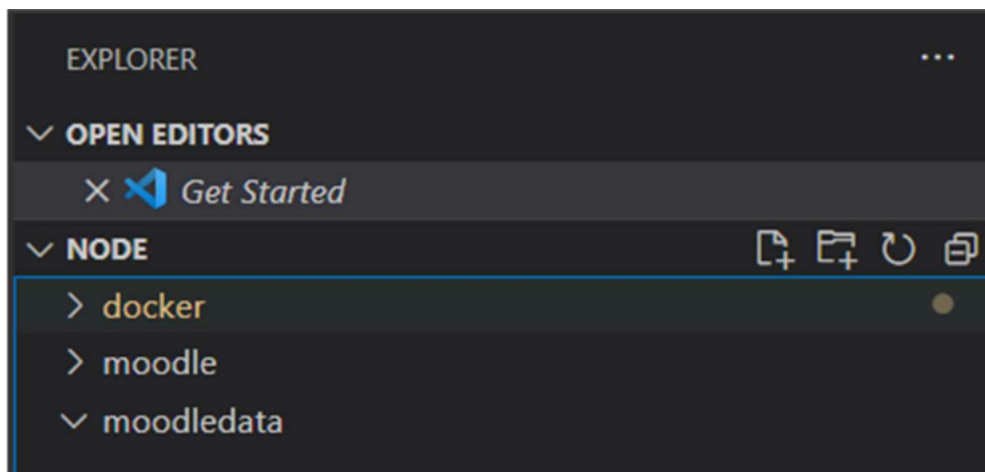 EXPLORER
OPEN EDITORS
Get Started
NODE
docker
moodle
moodledata